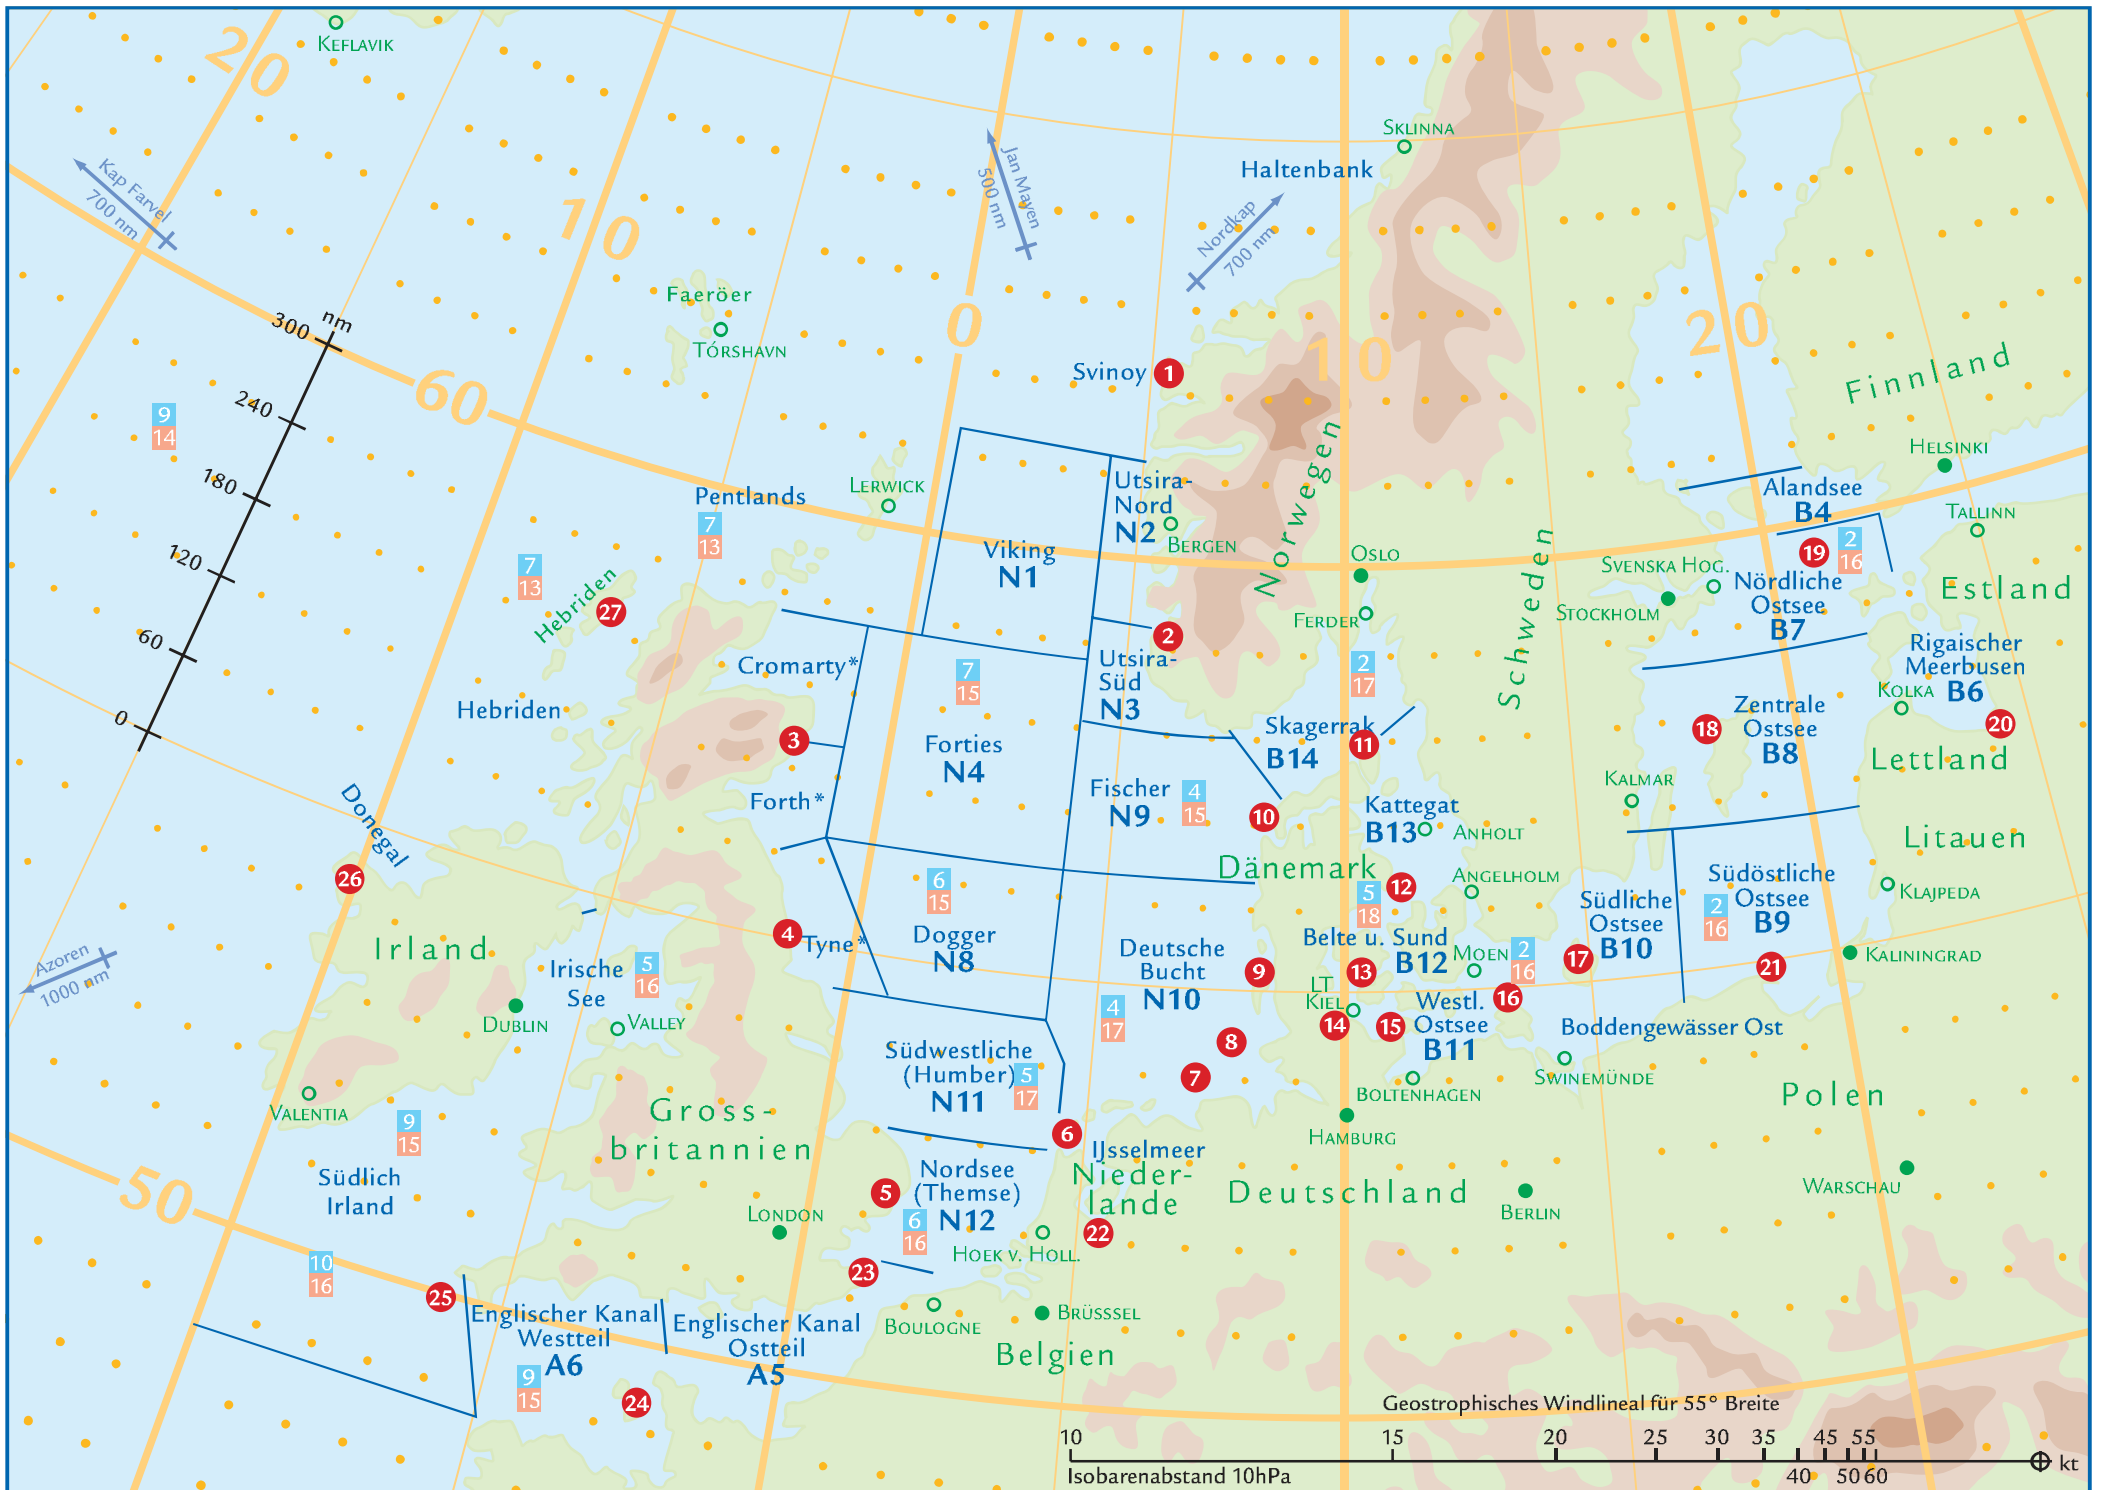 KEFLAVIK
20
10
0
10
20
60
50
Kap Farvel
700 nm
Jan Mayen
500 nm
Nordkap
700 nm
Azoren
1000 nm
SKLINNA
Haltenbank
Faeröer
TÓRSHAVN
nm
300
240
180
120
60
0
Svinoy
1
Finnland
HELSINKI
9
14
Pentlands
7
13
LERWICK
Viking
N1
Utsira-
Nord
N2
BERGEN
Norwegen
OSLO
FERDER
Schweden
Alandsee
B4
TALLINN
SVENSKA HOG.
STOCKHOLM
19
2
16
Nördliche
Ostsee
B7
Estland
7
13
Hebriden
27
Hebriden
Cromarty*
7
15
2
Utsira-
Süd
N3
2
17
Rigaischer
Meerbusen
B6
KOLKA
20
18
Zentrale
Ostsee
B8
Lettland
3
Forties
N4
Skagerrak
B14
11
Forth*
Fischer
N9
4
15
10
Kattegat
B13
ANHOLT
KALMAR
Litauen
Donegal
26
Dänemark
5
18
12
ANGELHOLM
Südliche
Ostsee
B10
Südöstliche
Ostsee
B9
2
16
KLAJPEDA
Irland
4
Tyne*
6
15
Dogger
N8
Deutsche
Bucht
N10
9
Belte u. Sund
B12
13
MOEN
2
16
17
21
KALININGRAD
DUBLIN
Irische
See
5
16
VALLEY
4
17
LT
KIEL
14
15
Westl.
Ostsee
B11
16
Boddengewässer Ost
SWINEMÜNDE
Südwestliche
(Humber)
N11
5
17
8
7
BOLTENHAGEN
HAMBURG
Polen
VALENTIA
9
15
Südlich
Irland
Gross-
britannien
6
IJsselmeer
Nieder-
lande
22
Deutschland
BERLIN
WARSCHAU
LONDON
5
Nordsee
(Themse)
N12
6
16
HOEK V. HOLL.
23
10
16
25
Englischer Kanal
Westteil
A6
9
15
24
Englischer Kanal
Ostteil
A5
BOULOGNE
BRÜSSSEL
Belgien
Geostrophisches Windlineal für 55° Breite
10 15 20 25 30 35 45 55
Isobarenabstand 10hPa
40 50 60
kt